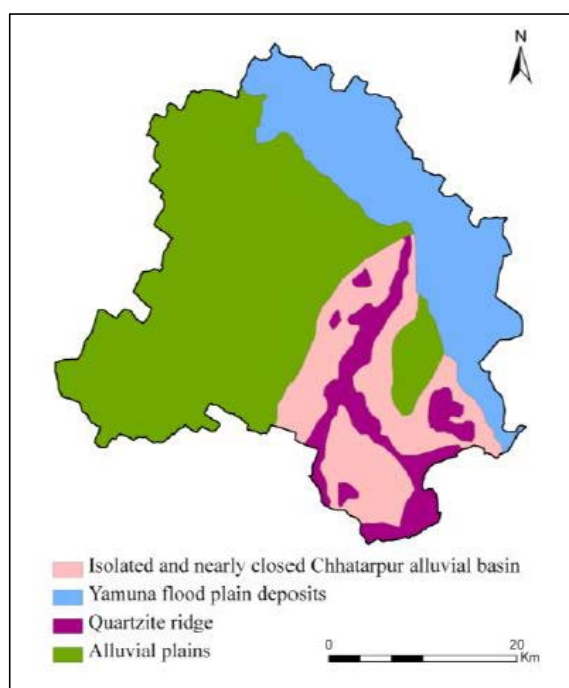 N
Isolated and nearly closed Chhatarpur alluvial basin
Yamuna flood plain deposits
Quartzite ridge
Alluvial plains
0 20
Km